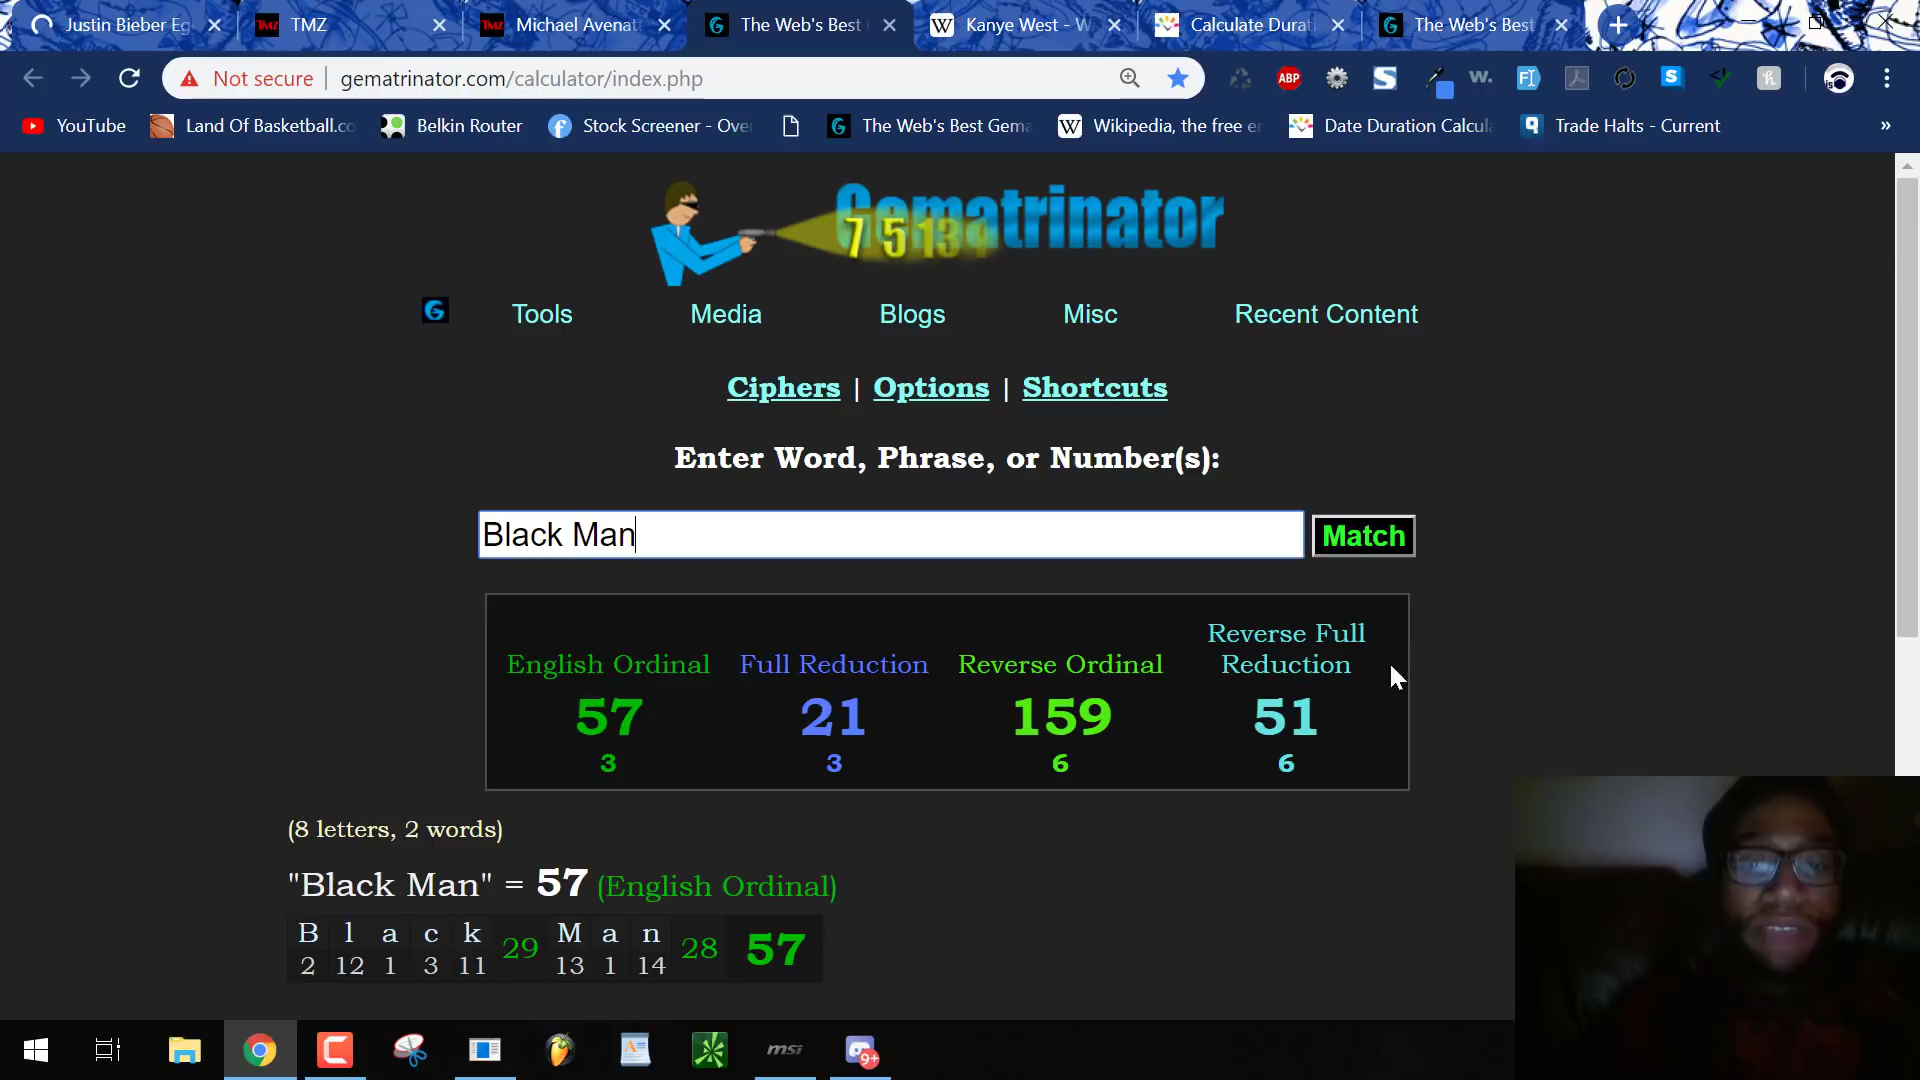 Justin Bieber Eg
TMZ
Michael Avenatt
The Web's Best
Kanye West - W
Calculate Durati
The Web's Best
Not secure
gematrinator.com/calculator/index.php
ABP
YouTube
Land Of Basketball.co
Belkin Router
Stock Screener - Ove
The Web's Best Gema
Wikipedia, the free e
Date Duration Calcu
Trade Halts - Current
»
Gematrinator
7 5 13
Tools
Media
Blogs
Misc
Recent Content
Ciphers | Options | Shortcuts
Enter Word, Phrase, or Number(s):
Black Man
Match
English Ordinal
57
3
Full Reduction
21
3
Reverse Ordinal
159
6
Reverse Full
Reduction
51
6
(8 letters, 2 words)
"Black Man" = 57 (English Ordinal)
B l a c k 29 M a n 28 57
2 12 1 3 11 13 1 14
msi
9+